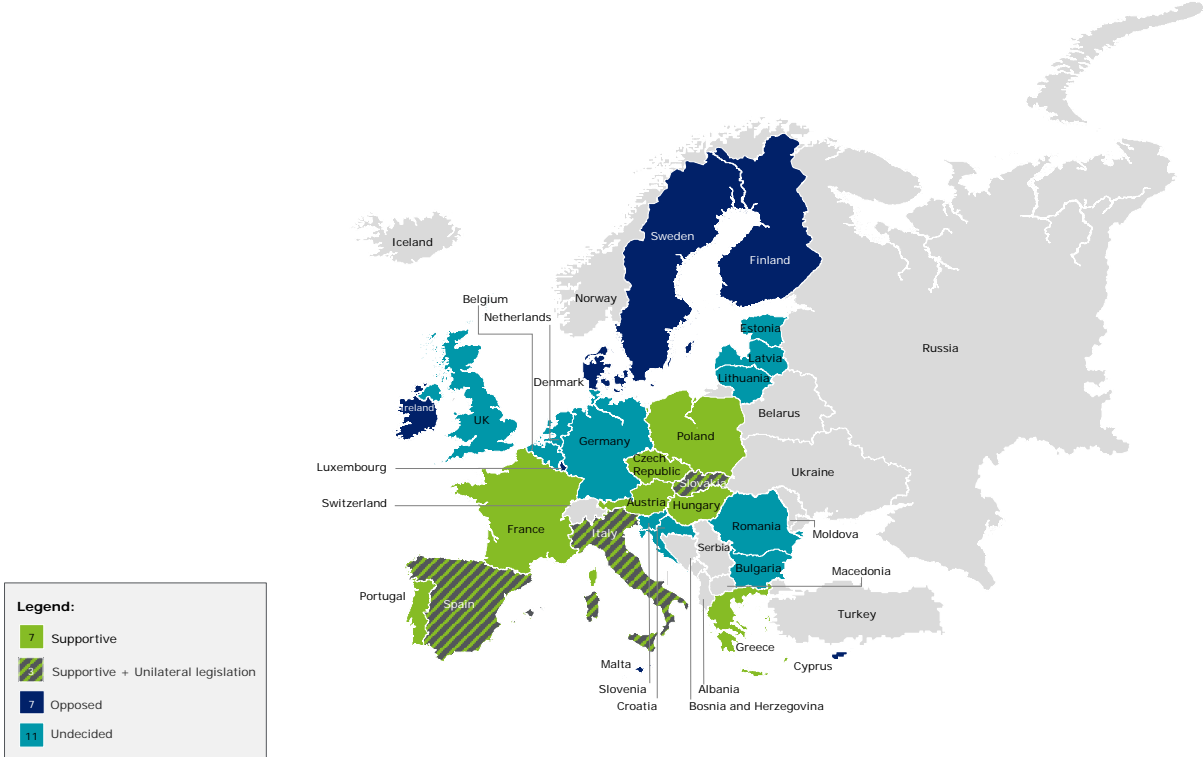 Iceland
Sweden
Finland
Norway
Belgium
Netherlands
Estonia
Russia
Latvia
Lithuania
Denmark
Ireland
UK
Belarus
Germany
Poland
Czech
Republic
Luxembourg
Ukraine
Slovakia
Switzerland
Austria
Hungary
France
Italy
Romania
Moldova
Serbia
Bulgaria
Macedonia
Portugal
Spain
Turkey
Greece
Malta
Cyprus
Slovenia
Albania
Croatia
Bosnia and Herzegovina
Legend:
7 Supportive
3 Supportive + Unilateral legislation
7 Opposed
11 Undecided